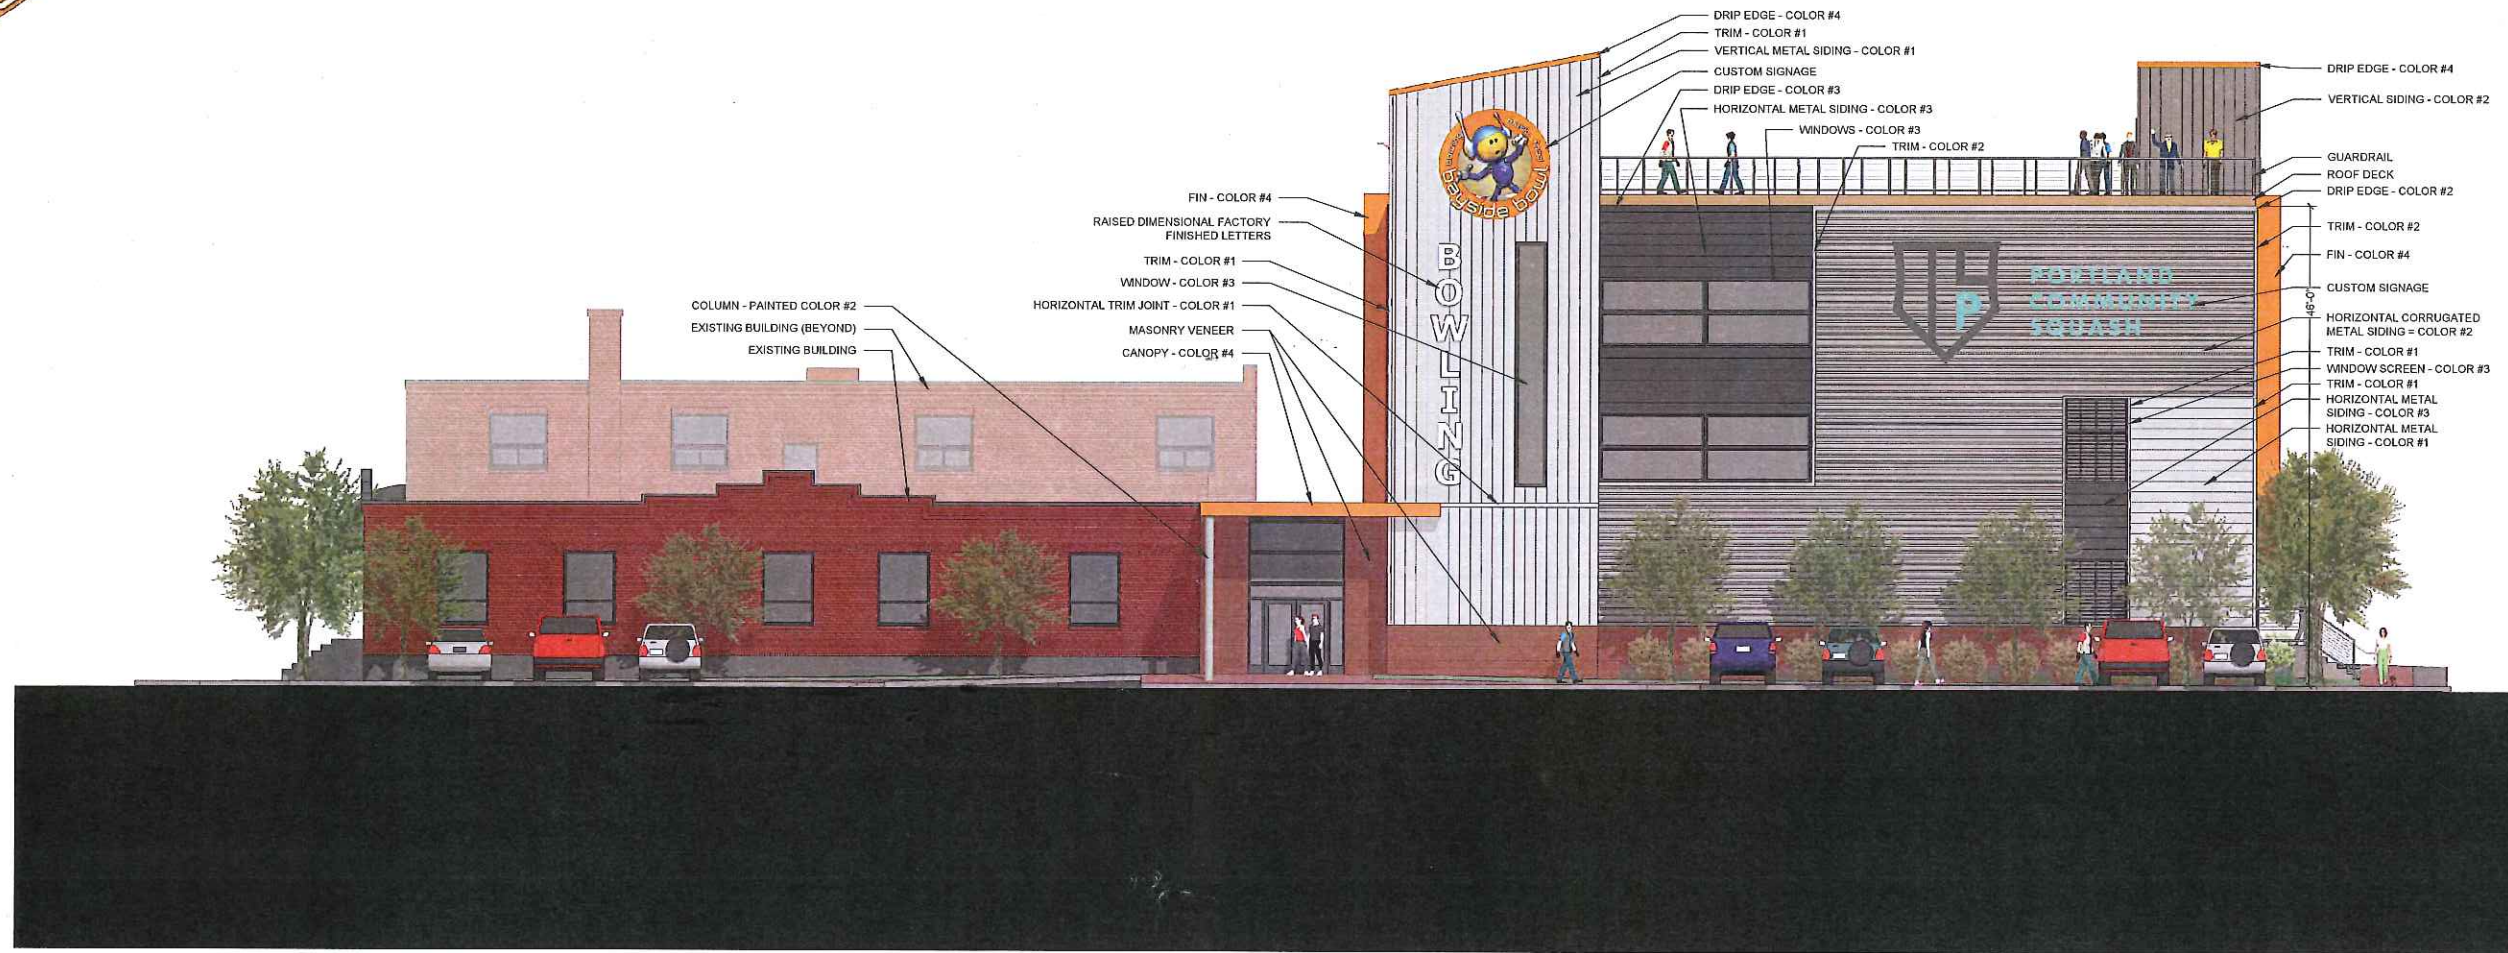 DRIP EDGE - COLOR #4
TRIM - COLOR #1
VERTICAL METAL SIDING - COLOR #1
CUSTOM SIGNAGE
DRIP EDGE - COLOR #3
HORIZONTAL METAL SIDING - COLOR #3
WINDOWS - COLOR #3
TRIM - COLOR #2
DRIP EDGE - COLOR #4
VERTICAL SIDING - COLOR #2
GUARDRAIL
ROOF DECK
DRIP EDGE - COLOR #2
TRIM - COLOR #2
FIN - COLOR #4
CUSTOM SIGNAGE
46'-0"
HORIZONTAL CORRUGATED
METAL SIDING = COLOR #2
TRIM - COLOR #1
WINDOW SCREEN - COLOR #3
TRIM - COLOR #1
HORIZONTAL METAL
SIDING - COLOR #3
HORIZONTAL METAL
SIDING - COLOR #1
FIN - COLOR #4
RAISED DIMENSIONAL FACTORY
FINISHED LETTERS
TRIM - COLOR #1
WINDOW - COLOR #3
HORIZONTAL TRIM JOINT - COLOR #1
MASONRY VENEER
CANOPY - COLOR #4
COLUMN - PAINTED COLOR #2
EXISTING BUILDING (BEYOND)
EXISTING BUILDING
bayside bowl
BOWLING
PORTLAND
COMMUNITY
SQUASH
P